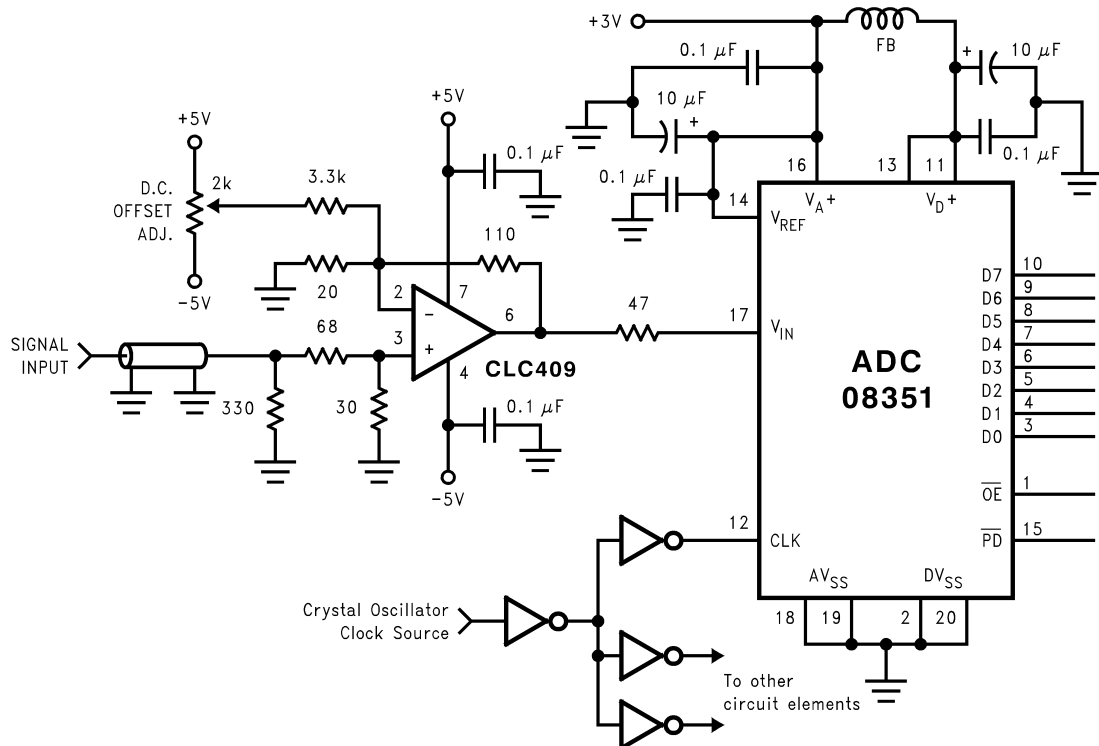 +3V
FB
0.1 μF
10 μF
+
10 μF
+
0.1 μF
0.1 μF
16
13
11
14
V_A+
V_D+
V_REF
+5V
2k
D.C.
OFFSET
ADJ.
-5V
3.3k
+5V
0.1 μF
110
20
2
7
6
−
47
17
V_IN
SIGNAL
INPUT
68
3
+
4
CLC409
330
30
0.1 μF
-5V
ADC
08351
D7
10
D6
9
D5
8
D4
7
D3
6
D2
5
D1
4
D0
3
OE
1
PD
15
12
CLK
AV_SS
DV_SS
18
19
2
20
Crystal Oscillator
Clock Source
To other
circuit elements